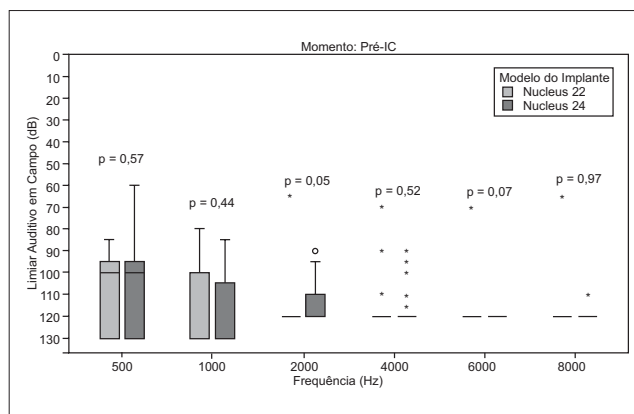 Momento: Pré-IC
Limiar Auditivo em Campo (dB)
0
10
20
30
40
50
60
70
80
90
100
110
120
130
Modelo do Implante
Nucleus 22
Nucleus 24
p = 0,57
p = 0,44
p = 0,05
p = 0,52
p = 0,07
p = 0,97
500
1000
2000
4000
6000
8000
Frequência (Hz)